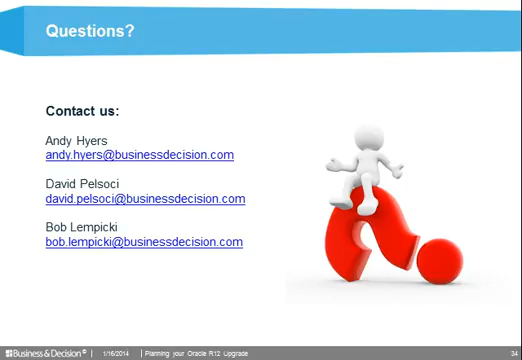 Questions?
Contact us:
Andy Hyers
andy.hyers@businessdecision.com
David Pelsoci
david.pelsoci@businessdecision.com
Bob Lempicki
bob.lempicki@businessdecision.com
Business & Decision © | 1/16/2014 | Planning your Oracle R12 Upgrade 34